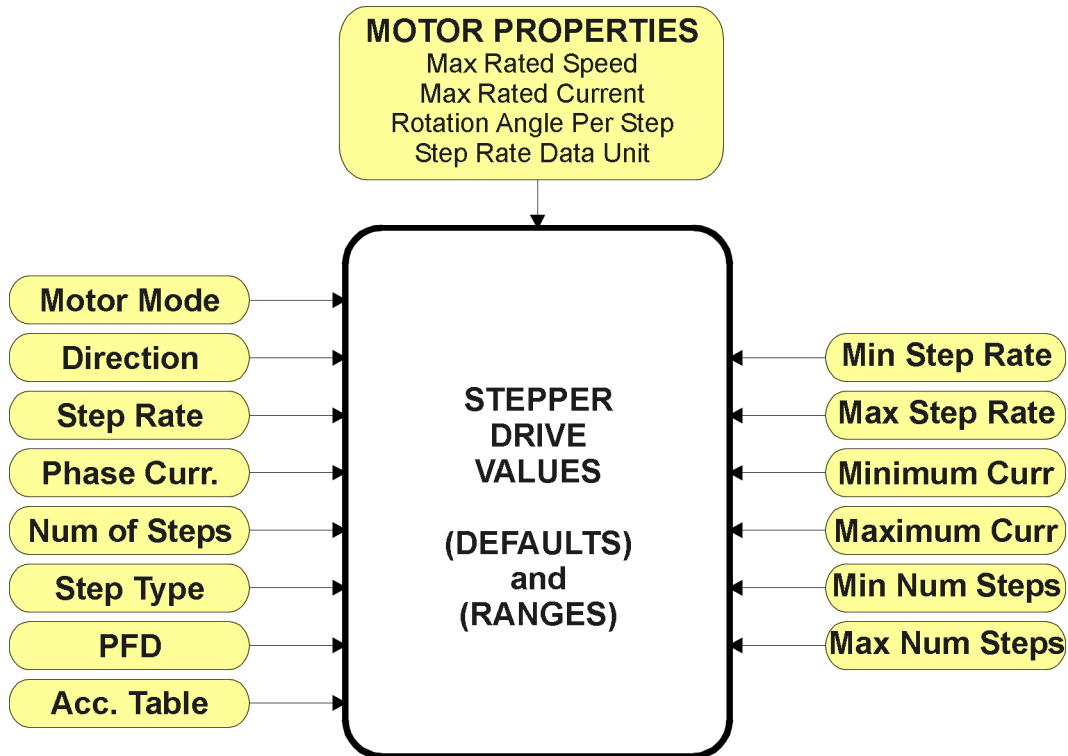 MOTOR PROPERTIES
Max Rated Speed
Max Rated Current
Rotation Angle Per Step
Step Rate Data Unit
Motor Mode
Direction
Step Rate
Phase Curr.
Num of Steps
Step Type
PFD
Acc. Table
STEPPER
DRIVE
VALUES
(DEFAULTS)
and
(RANGES)
Min Step Rate
Max Step Rate
Minimum Curr
Maximum Curr
Min Num Steps
Max Num Steps